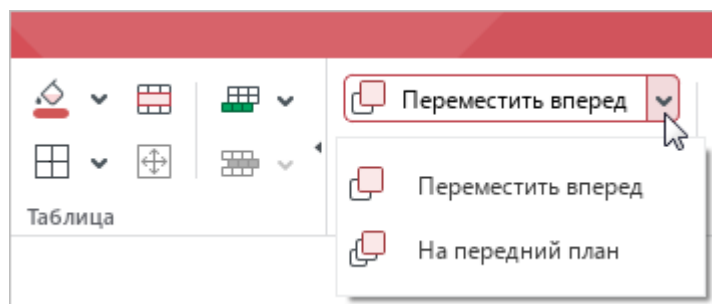 Переместить вперед
Переместить вперед
На передний план
Таблица